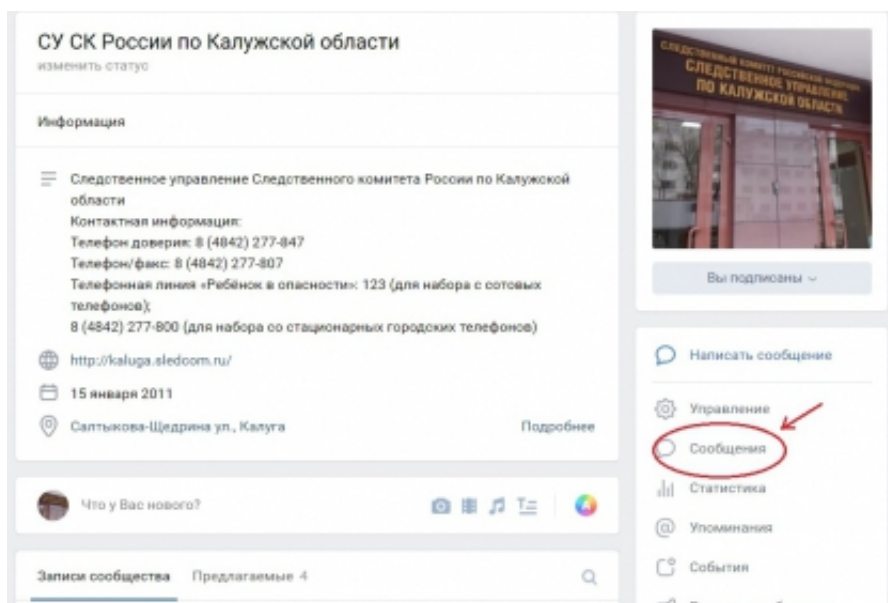 СУ СК России по Калужской области
изменить статус
Информация
Следственное управление Следственного комитета России по Калужской
области
Контактная информация:
Телефон доверия: 8 (4842) 277-847
Телефон/факс: 8 (4842) 277-807
Телефонная линия «Ребёнок в опасности»: 123 (для набора с сотовых
телефонов);
8 (4842) 277-800 (для набора со стационарных городских телефонов)
http://kaluga.sledcom.ru/
15 января 2011
Салтыкова-Щедрина ул., Калуга Подробнее
Что у Вас нового?
Записи сообщества Предлагаемые 4
СЛЕДСТВЕННЫЙ КОМИТЕТ РОССИЙСКОЙ ФЕДЕРАЦИИ
СЛЕДСТВЕННОЕ УПРАВЛЕНИЕ
ПО КАЛУЖСКОЙ ОБЛАСТИ
Вы подписаны
Написать сообщение
Управление
Сообщения
Статистика
Упоминания
События